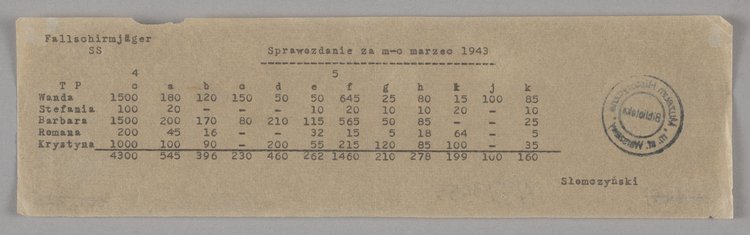 Fallschirmjäger
SS
Sprawozdanie za m-c marzec 1943
4 5
T P c a b c d e f g h i j k
Wanda 1500 180 120 150 50 50 645 25 80 15 100 85
Stefania 100 20 - - - 10 20 10 10 20 - 10
Barbara 1500 200 170 80 210 115 565 50 85 - - 25
Romana 200 45 16 - - 32 15 5 18 64 - 5
Krystyna 1000 100 90 - 200 55 215 120 85 100 - 35
4300 545 396 230 460 262 1460 210 278 199 100 160
Słomczyński
Biblioteka